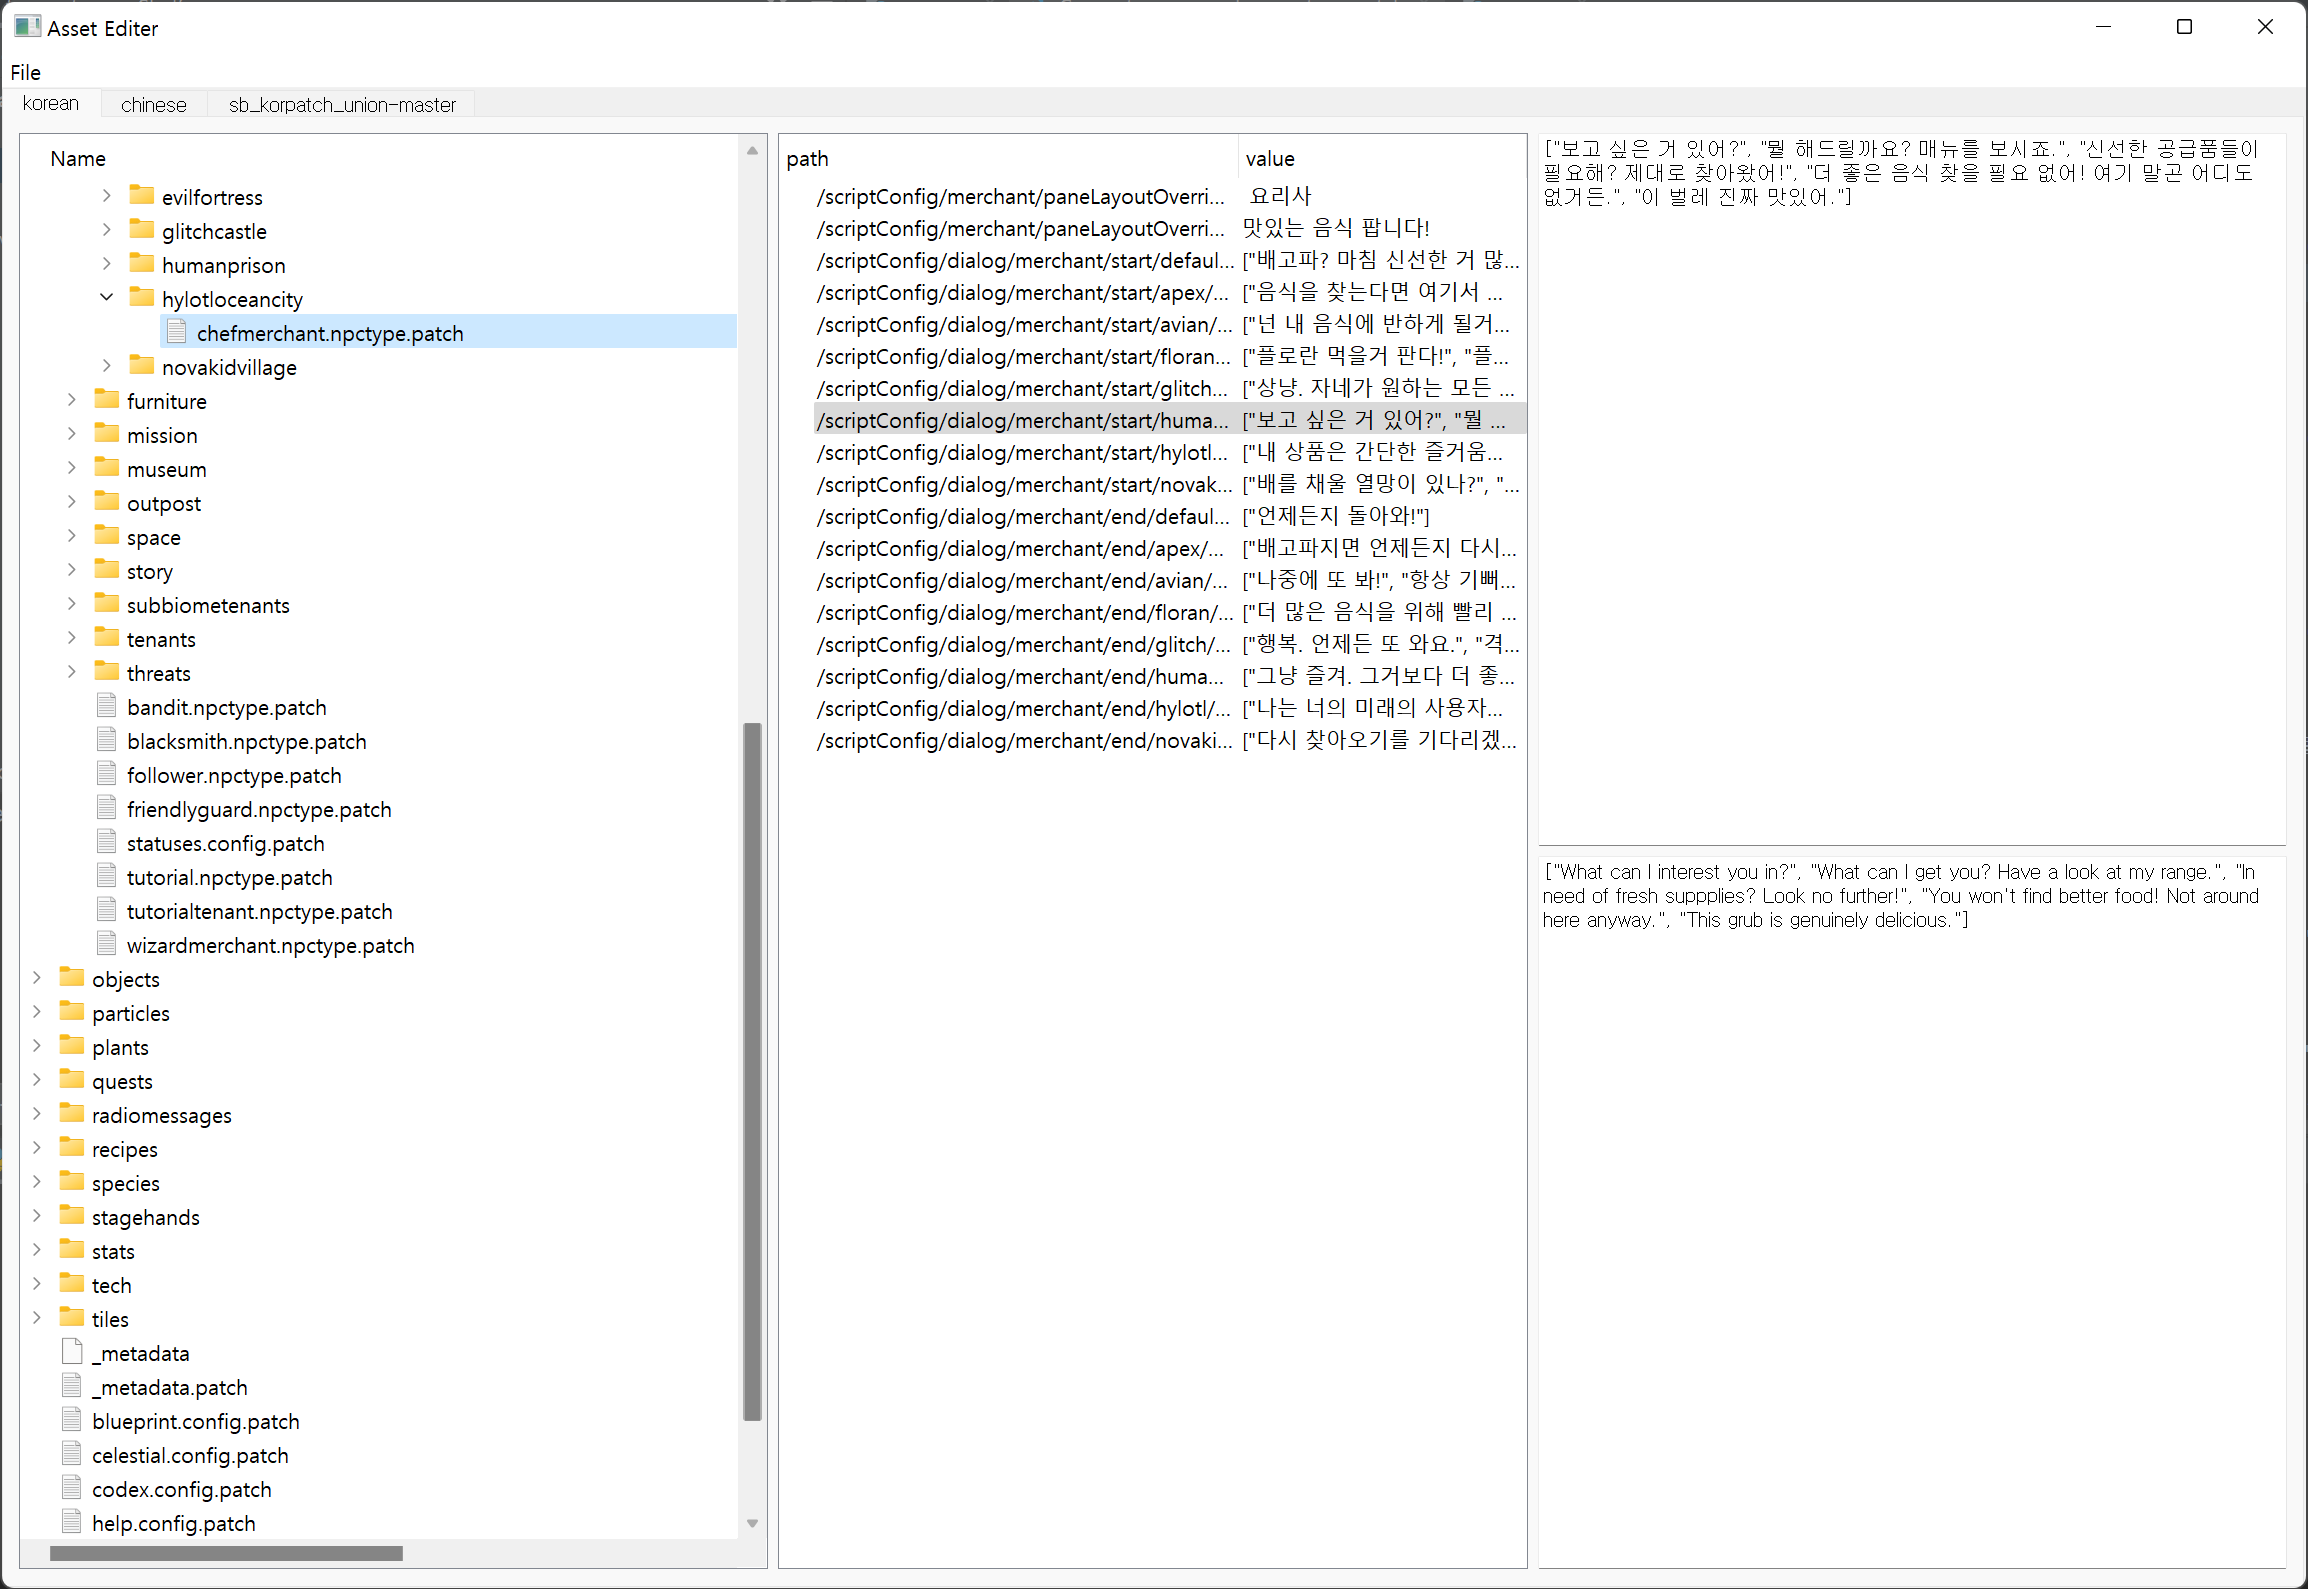 Asset Editer
File
korean
chinese
sb_korpatch_union-master
Name
evilfortress
glitchcastle
humanprison
hylotloceancity
chefmerchant.npctype.patch
novakidvillage
furniture
mission
museum
outpost
space
story
subbiometenants
tenants
threats
bandit.npctype.patch
blacksmith.npctype.patch
follower.npctype.patch
friendlyguard.npctype.patch
statuses.config.patch
tutorial.npctype.patch
tutorialtenant.npctype.patch
wizardmerchant.npctype.patch
objects
particles
plants
quests
radiomessages
recipes
species
stagehands
stats
tech
tiles
_metadata
_metadata.patch
blueprint.config.patch
celestial.config.patch
codex.config.patch
help.config.patch
path value
/scriptConfig/merchant/paneLayoutOverri... 요리사
/scriptConfig/merchant/paneLayoutOverri... 맛있는 음식 팝니다!
/scriptConfig/dialog/merchant/start/defaul... ["배고파? 마침 신선한 거 많...
/scriptConfig/dialog/merchant/start/apex/... ["음식을 찾는다면 여기서 ...
/scriptConfig/dialog/merchant/start/avian/... ["넌 내 음식에 반하게 될거...
/scriptConfig/dialog/merchant/start/floran... ["플로란 먹을거 판다!", "플...
/scriptConfig/dialog/merchant/start/glitch... ["상냥. 자네가 원하는 모든 ...
/scriptConfig/dialog/merchant/start/huma... ["보고 싶은 거 있어?", "뭘 ...
/scriptConfig/dialog/merchant/start/hylotl... ["내 상품은 간단한 즐거움...
/scriptConfig/dialog/merchant/start/novak... ["배를 채울 열망이 있나?", "...
/scriptConfig/dialog/merchant/end/defaul... ["언제든지 돌아와!"]
/scriptConfig/dialog/merchant/end/apex/... ["배고파지면 언제든지 다시...
/scriptConfig/dialog/merchant/end/avian/... ["나중에 또 봐!", "항상 기뻐...
/scriptConfig/dialog/merchant/end/floran/... ["더 많은 음식을 위해 빨리 ...
/scriptConfig/dialog/merchant/end/glitch/... ["행복. 언제든 또 와요.", "격...
/scriptConfig/dialog/merchant/end/huma... ["그냥 즐겨. 그거보다 더 좋...
/scriptConfig/dialog/merchant/end/hylotl/... ["나는 너의 미래의 사용자...
/scriptConfig/dialog/merchant/end/novaki... ["다시 찾아오기를 기다리겠...
["보고 싶은 거 있어?", "뭘 해드릴까요? 매뉴를 보시죠.", "신선한 공급품들이
필요해? 제대로 찾아왔어!", "더 좋은 음식 찾을 필요 없어! 여기 말곤 어디도
없거든.", "이 벌레 진짜 맛있어."]
["What can I interest you in?", "What can I get you? Have a look at my range.", "In
need of fresh suppplies? Look no further!", "You won't find better food! Not around
here anyway.", "This grub is genuinely delicious."]